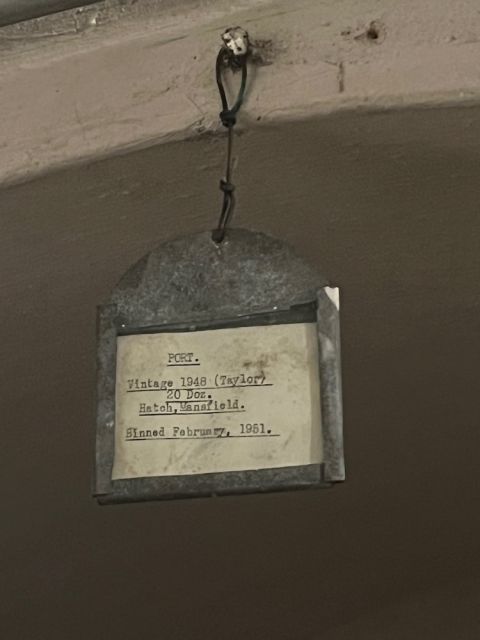 PORT.
Vintage 1948 (Taylor)
20 Doz.
Hatch, Mansfield.
Binned February, 1951.